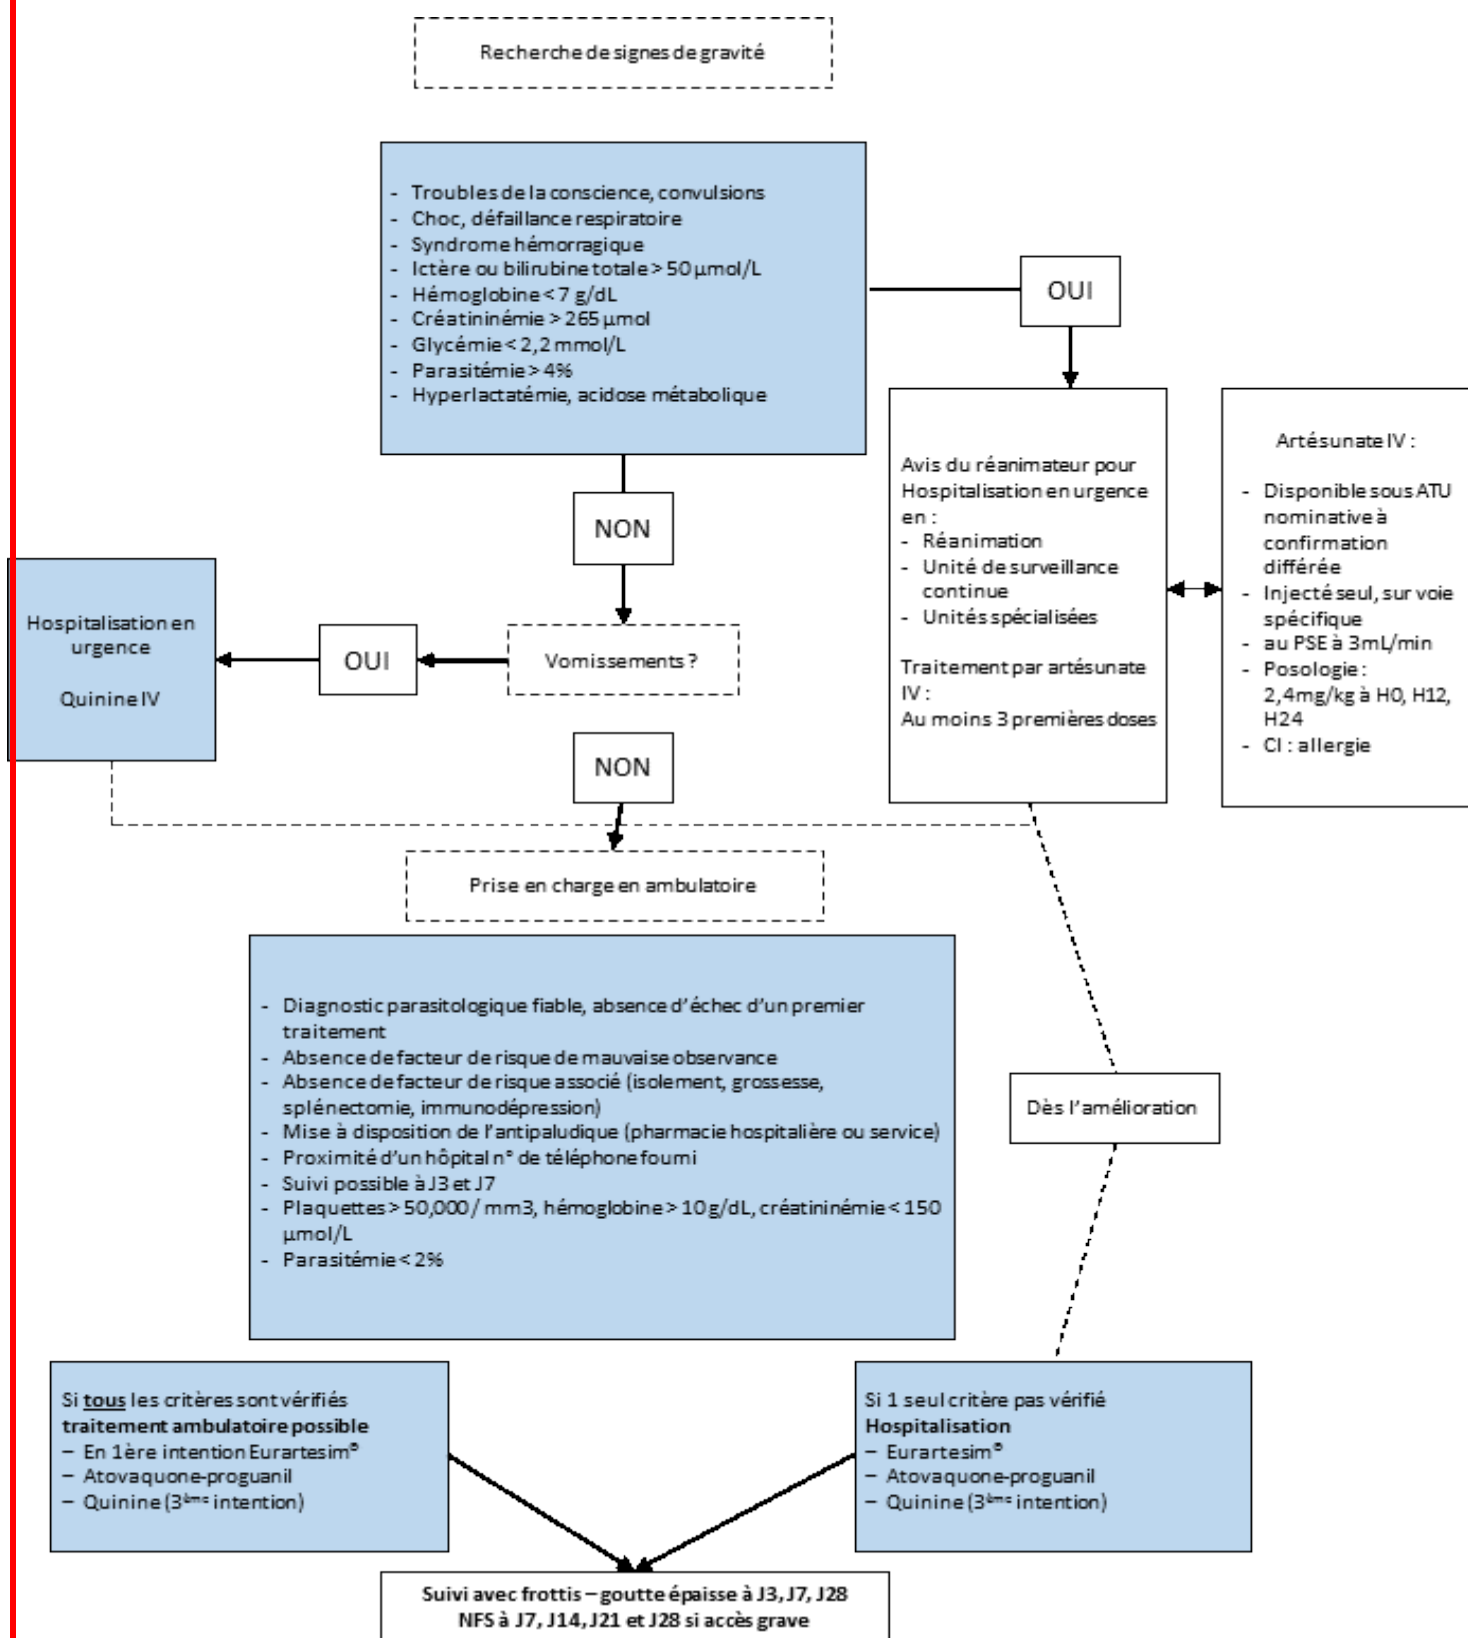 Recherche de signes de gravité
- Troubles de la conscience, convulsions
- Choc, défaillance respiratoire
- Syndrome hémorragique
- Ictère ou bilirubine totale > 50 µmol/L
- Hémoglobine < 7 g/dL
- Créatininémie > 265 µmol
- Glycémie < 2,2 mmol/L
- Parasitémie > 4%
- Hyperlactatémie, acidose métabolique
OUI
Avis du réanimateur pour
Hospitalisation en urgence
en :
- Réanimation
- Unité de surveillance
continue
- Unités spécialisées
Traitement par artésunate
IV :
Au moins 3 premières doses
Artésunate IV :
- Disponible sous ATU
nominative à
confirmation
différée
- Injecté seul, sur voie
spécifique
- au PSE à 3mL/min
- Posologie :
2,4mg/kg à H0, H12,
H24
- CI : allergie
NON
Vomissements ?
OUI
Hospitalisation en
urgence
Quinine IV
NON
Prise en charge en ambulatoire
- Diagnostic parasitologique fiable, absence d'échec d'un premier
traitement
- Absence de facteur de risque de mauvaise observance
- Absence de facteur de risque associé (isolement, grossesse,
splénectomie, immunodépression)
- Mise à disposition de l'antipaludique (pharmacie hospitalière ou service)
- Proximité d'un hôpital n° de téléphone fourni
- Suivi possible à J3 et J7
- Plaquettes > 50,000 / mm3, hémoglobine > 10 g/dL, créatininémie < 150
µmol/L
- Parasitémie < 2%
Dès l'amélioration
Si tous les critères sont vérifiés
traitement ambulatoire possible
– En 1ère intention Eurartesim®
– Atovaquone-proguanil
– Quinine (3ème intention)
Si 1 seul critère pas vérifié
Hospitalisation
– Eurartesim®
– Atovaquone-proguanil
– Quinine (3ème intention)
Suivi avec frottis – goutte épaisse à J3, J7, J28
NFS à J7, J14, J21 et J28 si accès grave